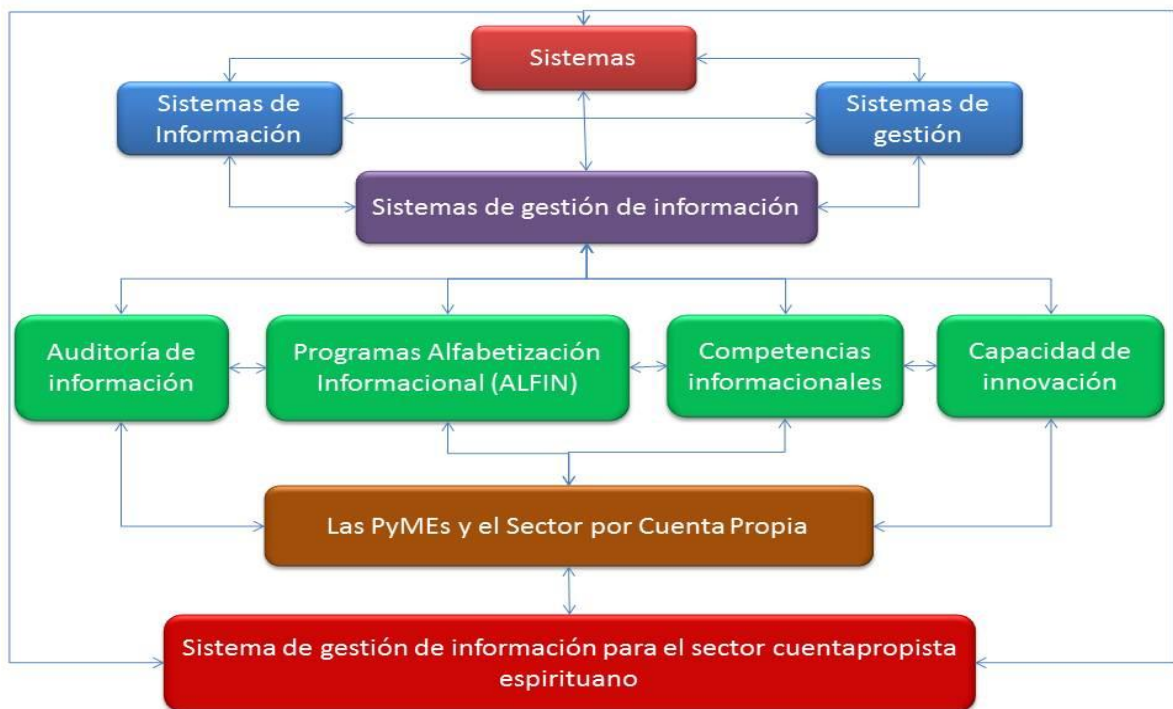 Sistemas
Sistemas de
Información
Sistemas de
gestión
Sistemas de gestión de información
Auditoría de
información
Programas Alfabetización
Informacional (ALFIN)
Competencias
informacionales
Capacidad de
innovación
Las PyMEs y el Sector por Cuenta Propia
Sistema de gestión de información para el sector cuentapropista
espirituano